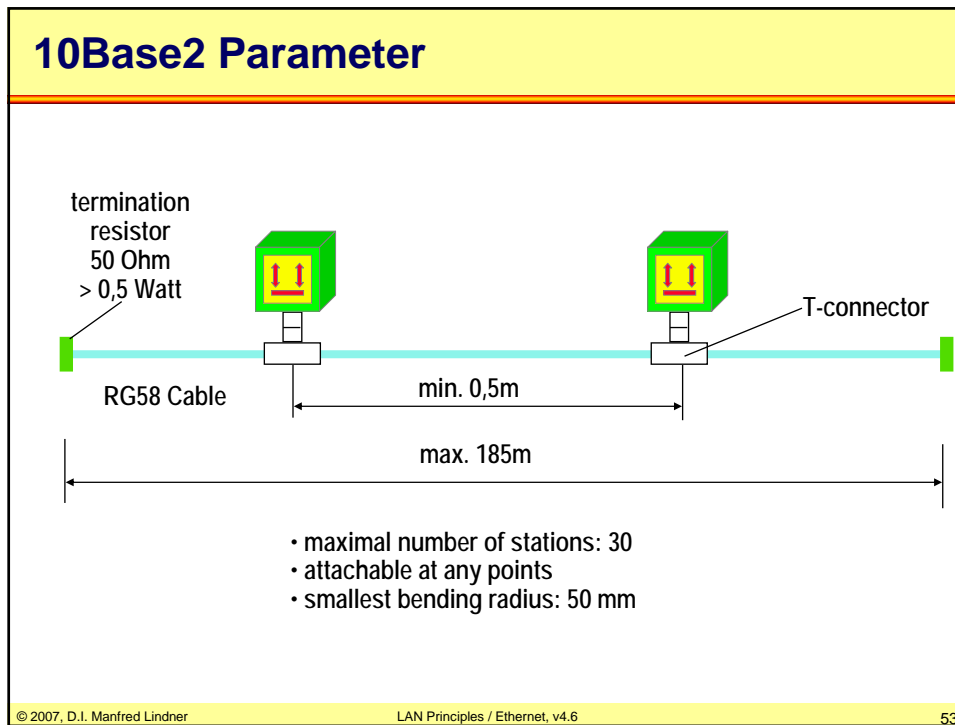 10Base2 Parameter
termination
resistor
50 Ohm
> 0,5 Watt
T-connector
RG58 Cable
min. 0,5m
max. 185m
• maximal number of stations: 30
• attachable at any points
• smallest bending radius: 50 mm
© 2007, D.I. Manfred Lindner
LAN Principles / Ethernet, v4.6
53